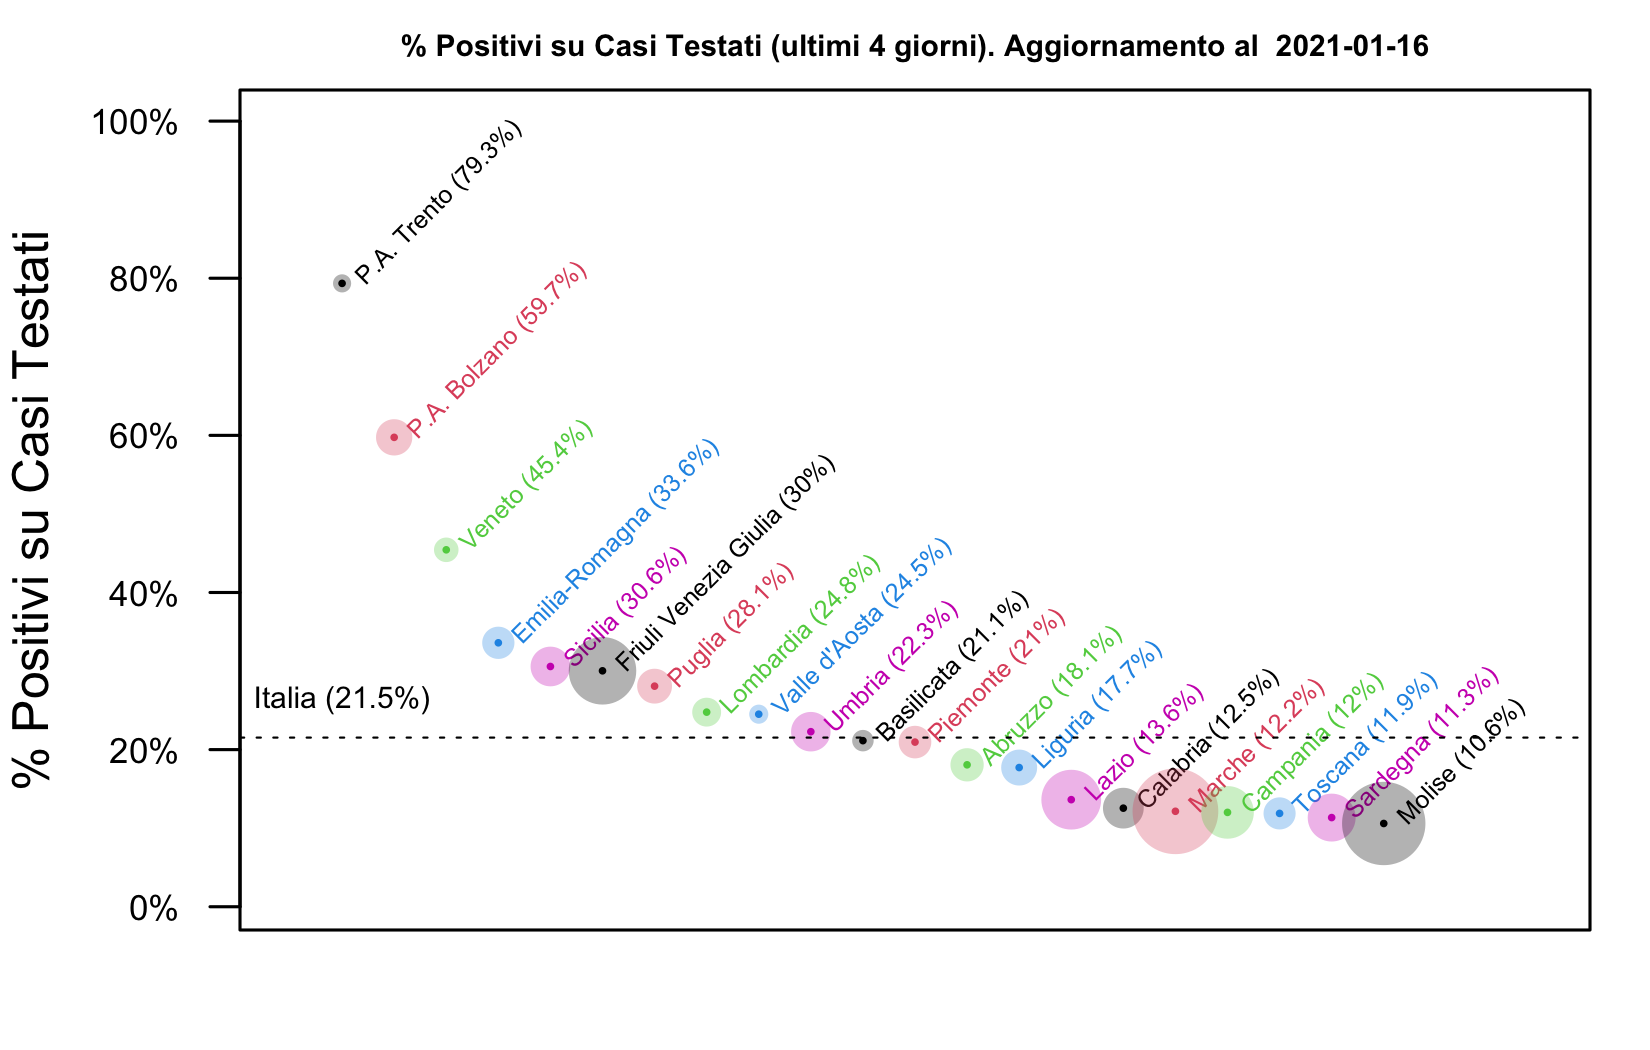 % Positivi su Casi Testati (ultimi 4 giorni). Aggiornamento al  2021-01-16
% Positivi su Casi Testati
100%
80%
60%
40%
20%
0%
P.A. Trento (79.3%)
P.A. Bolzano (59.7%)
Veneto (45.4%)
Emilia-Romagna (33.6%)
Sicilia (30.6%)
Friuli Venezia Giulia (30%)
Puglia (28.1%)
Lombardia (24.8%)
Valle d'Aosta (24.5%)
Umbria (22.3%)
Basilicata (21.1%)
Piemonte (21%)
Abruzzo (18.1%)
Liguria (17.7%)
Lazio (13.6%)
Calabria (12.5%)
Marche (12.2%)
Campania (12%)
Toscana (11.9%)
Sardegna (11.3%)
Molise (10.6%)
Italia (21.5%)